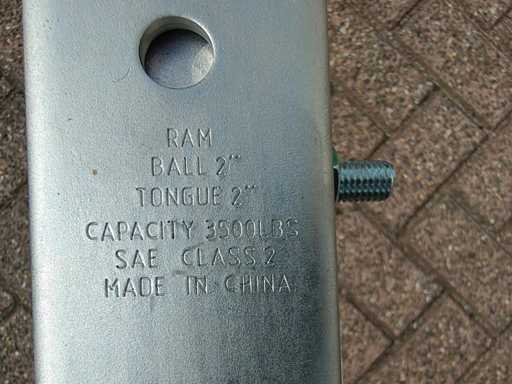 RAM
BALL 2"
TONGUE 2"
CAPACITY 3500LBS
SAE CLASS 2
MADE IN CHINA